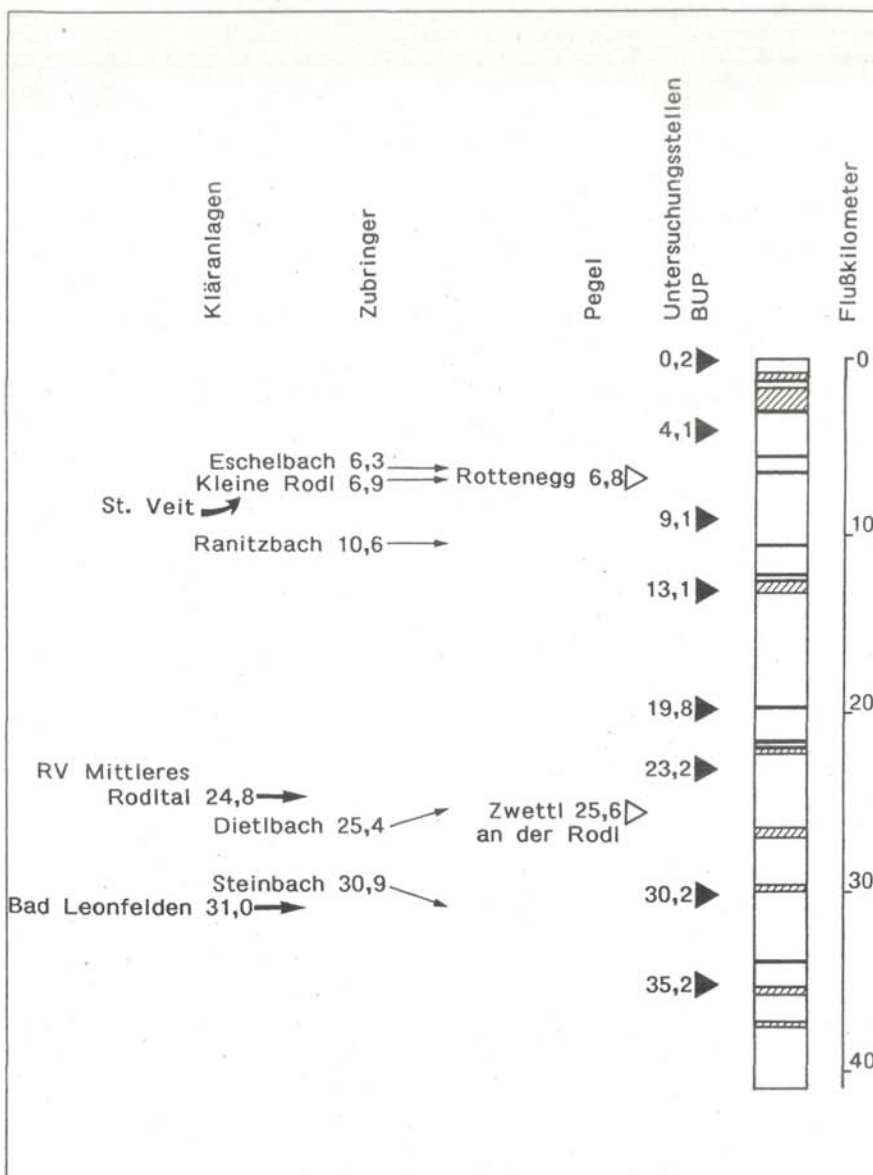 Kläranlagen
Zubringer
Pegel
Untersuchungsstellen
BUP
Flußkilometer
0,2
0
4,1
Eschelbach 6,3
Kleine Rodl 6,9
Rottenegg 6,8
St. Veit
9,1
10
Ranitzbach 10,6
13,1
19,8
20
23,2
RV Mittleres
Rodltal 24,8
Dietlbach 25,4
Zwettl 25,6
an der Rodl
Steinbach 30,9
30,2
30
Bad Leonfelden 31,0
35,2
40